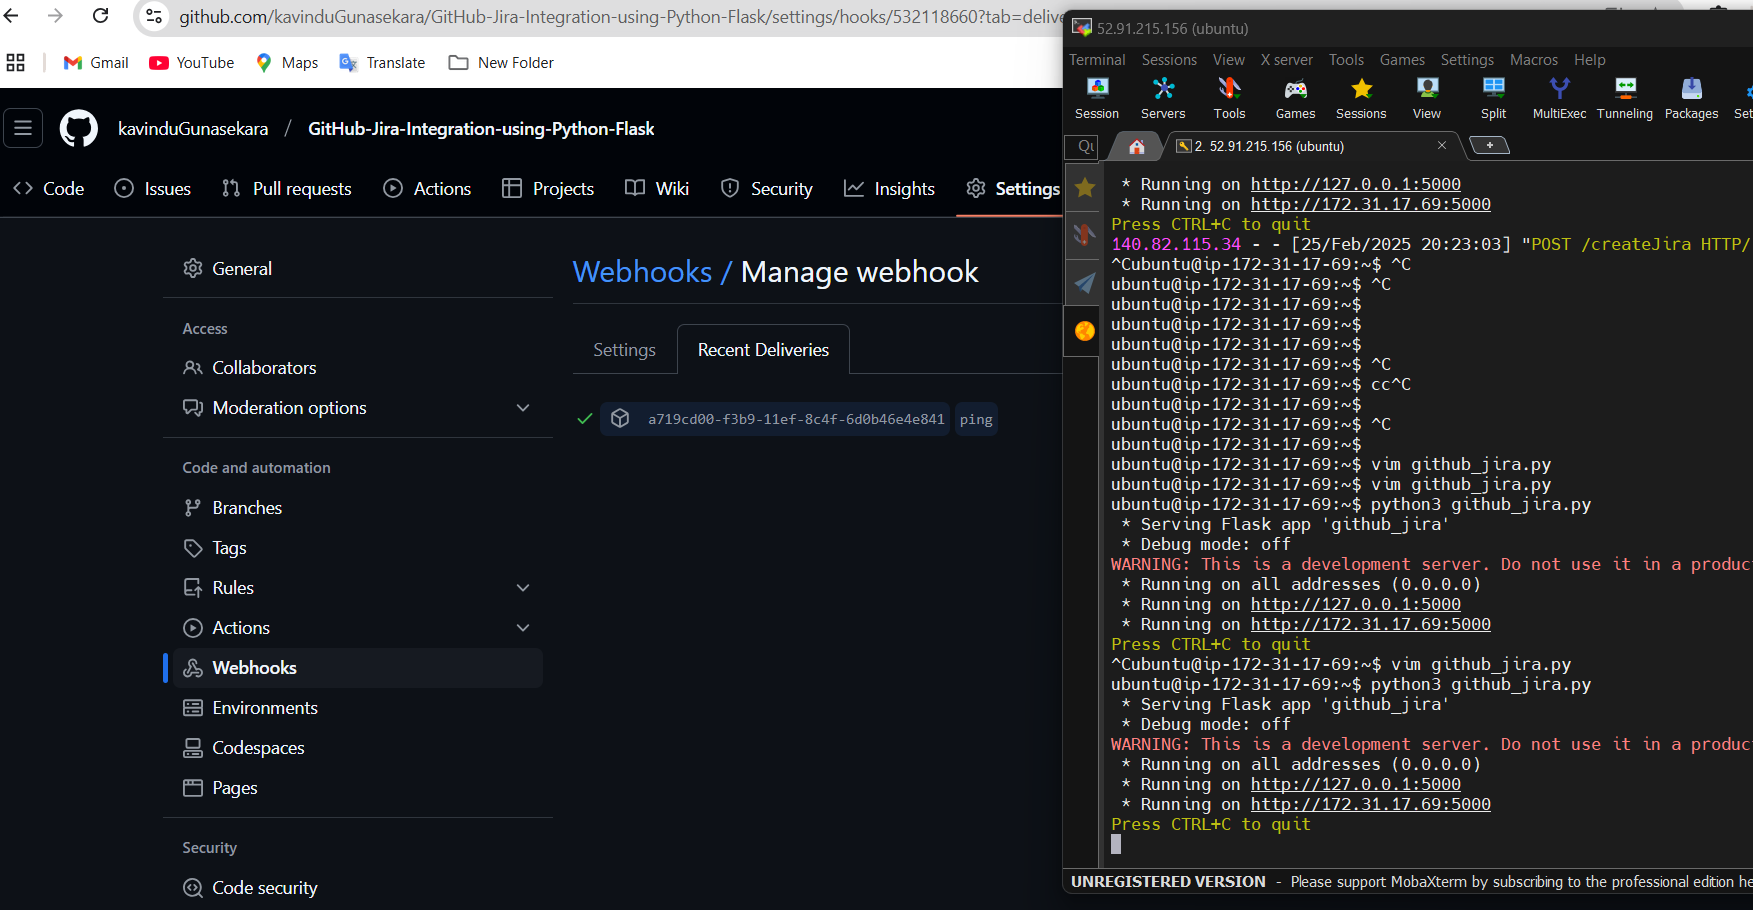 github.com/kavinduGunasekara/GitHub-Jira-Integration-using-Python-Flask/settings/hooks/532118660?tab=delive
Gmail YouTube Maps Translate New Folder
kavinduGunasekara / GitHub-Jira-Integration-using-Python-Flask
Code Issues Pull requests Actions Projects Wiki Security Insights Settings
General
Access
Collaborators
Moderation options
Code and automation
Branches
Tags
Rules
Actions
Webhooks
Environments
Codespaces
Pages
Security
Code security
Webhooks / Manage webhook
Settings Recent Deliveries
a719cd00-f3b9-11ef-8c4f-6d0b46e4e841 ping
52.91.215.156 (ubuntu)
Terminal Sessions View X server Tools Games Settings Macros Help
Session Servers Tools Games Sessions View Split MultiExec Tunneling Packages Set
Qu 2. 52.91.215.156 (ubuntu)
* Running on http://127.0.0.1:5000
* Running on http://172.31.17.69:5000
Press CTRL+C to quit
140.82.115.34 - - [25/Feb/2025 20:23:03] "POST /createJira HTTP/
^Cubuntu@ip-172-31-17-69:~$ ^C
ubuntu@ip-172-31-17-69:~$ ^C
ubuntu@ip-172-31-17-69:~$
ubuntu@ip-172-31-17-69:~$
ubuntu@ip-172-31-17-69:~$
ubuntu@ip-172-31-17-69:~$ ^C
ubuntu@ip-172-31-17-69:~$ cc^C
ubuntu@ip-172-31-17-69:~$
ubuntu@ip-172-31-17-69:~$ ^C
ubuntu@ip-172-31-17-69:~$
ubuntu@ip-172-31-17-69:~$ vim github_jira.py
ubuntu@ip-172-31-17-69:~$ vim github_jira.py
ubuntu@ip-172-31-17-69:~$ python3 github_jira.py
* Serving Flask app 'github_jira'
* Debug mode: off
WARNING: This is a development server. Do not use it in a produc
* Running on all addresses (0.0.0.0)
* Running on http://127.0.0.1:5000
* Running on http://172.31.17.69:5000
Press CTRL+C to quit
^Cubuntu@ip-172-31-17-69:~$ vim github_jira.py
ubuntu@ip-172-31-17-69:~$ python3 github_jira.py
* Serving Flask app 'github_jira'
* Debug mode: off
WARNING: This is a development server. Do not use it in a produc
* Running on all addresses (0.0.0.0)
* Running on http://127.0.0.1:5000
* Running on http://172.31.17.69:5000
Press CTRL+C to quit
UNREGISTERED VERSION - Please support MobaXterm by subscribing to the professional edition he